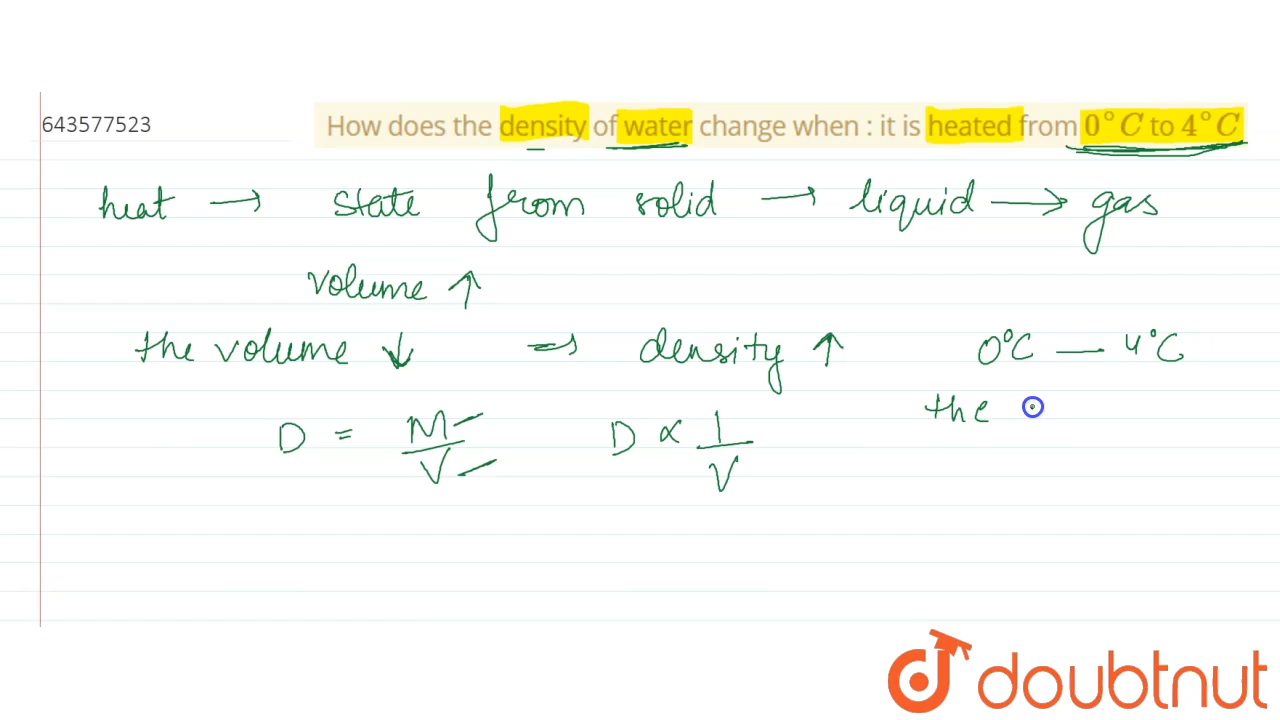 643577523
How does the density of water change when : it is heated from 0°C to 4°C
heat → state from solid → liquid → gas
volume ↑
the volume ↓ ⇒ density ↑ 0°C — 4°C
the
D = M/V D ∝ 1/V
doubtnut